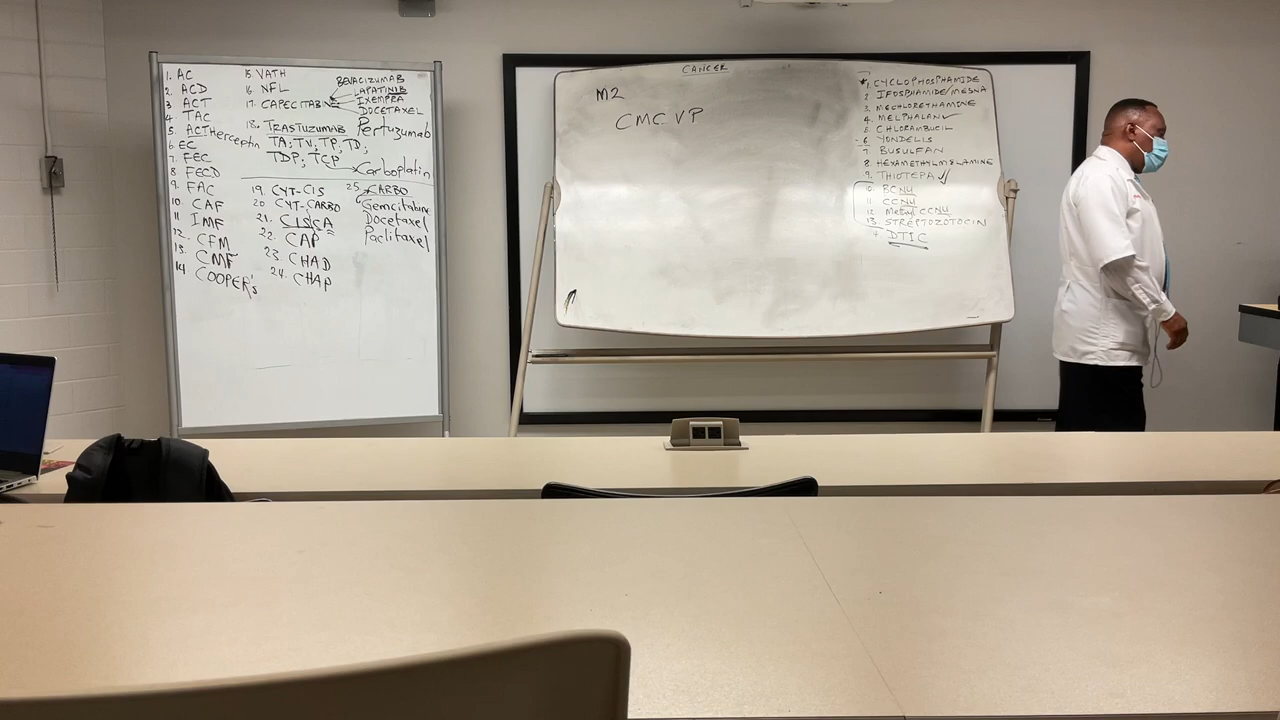 1. AC
2. ACD
3 ACT
4 TAC
5. ACT Herceptin
6 EC
7. FEC
8. FECD
9. FAC
10. CAF
11 IMF
12. CFM
13. CMF
14 COOPER's
15. VATH
16. NFL
17. CAPECITABINE
BEVACIZUMAB
LAPATINIB
IXEMPRA
DOCETAXEL
18. TRASTUZUMAB Pertuzumab
TA; TV; TP; TD;
TDP; TCP Carboplatin
19. CYT-CIS
20 CYT-CARBO
21. CISCA
22. CAP
23. CHAD
24. CHAP
25 CARBO
Gemcitabine
Docetaxel
Paclitaxel
CANCER
M2
CMCVP
1. CYCLOPHOSPHAMIDE
2 IFOSPHAMIDE/MESNA
3 MECHLORETHAMINE
4. MELPHALAN ✓
5 CHLORAMBUCIL
6 YONDELIS
7 BUSULFAN
8. HEXAMETHYLMELAMINE
9. THIOTEPA ✓
10. BCNU
11 CCNU
12 Methyl CCNU
13. STREPTOZOTOCIN
DTIC